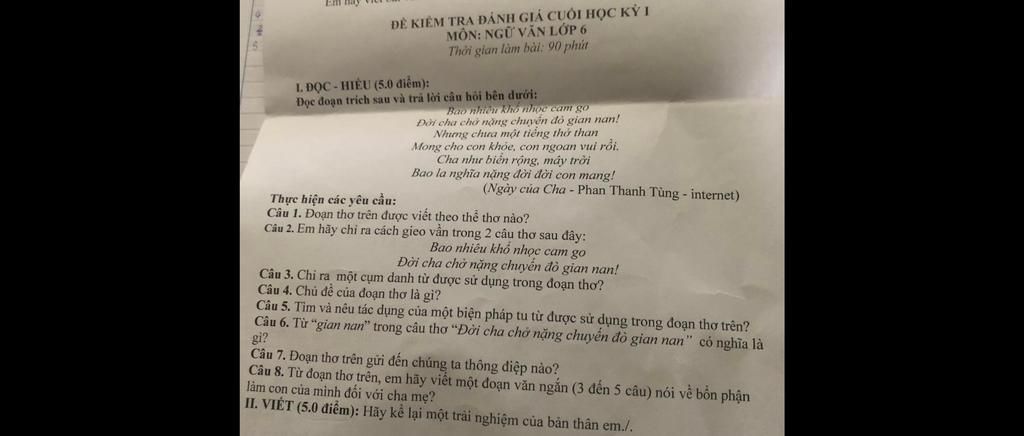 Em hãy viết
ĐỀ KIỂM TRA ĐÁNH GIÁ CUỐI HỌC KỲ I
MÔN: NGỮ VĂN LỚP 6
Thời gian làm bài: 90 phút
I. ĐỌC - HIỂU (5.0 điểm):
Đọc đoạn trích sau và trả lời câu hỏi bên dưới:
Bao nhiêu khổ nhọc cam go
Đời cha chở nặng chuyến đò gian nan!
Nhưng chưa một tiếng thở than
Mong cho con khỏe, con ngoan vui rồi.
Cha như biển rộng, mây trời
Bao la nghĩa nặng đời đời con mang!
(Ngày của Cha - Phan Thanh Tùng - internet)
Thực hiện các yêu cầu:
Câu 1. Đoạn thơ trên được viết theo thể thơ nào?
Câu 2. Em hãy chỉ ra cách gieo vần trong 2 câu thơ sau đây:
Bao nhiêu khổ nhọc cam go
Đời cha chở nặng chuyến đò gian nan!
Câu 3. Chỉ ra một cụm danh từ được sử dụng trong đoạn thơ?
Câu 4. Chủ đề của đoạn thơ là gì?
Câu 5. Tìm và nêu tác dụng của một biện pháp tu từ được sử dụng trong đoạn thơ trên?
Câu 6. Từ "gian nan" trong câu thơ "Đời cha chở nặng chuyến đò gian nan" có nghĩa là
gì?
Câu 7. Đoạn thơ trên gửi đến chúng ta thông điệp nào?
Câu 8. Từ đoạn thơ trên, em hãy viết một đoạn văn ngắn (3 đến 5 câu) nói về bổn phận
làm con của mình đối với cha mẹ?
II. VIẾT (5.0 điểm): Hãy kể lại một trải nghiệm của bản thân em./.